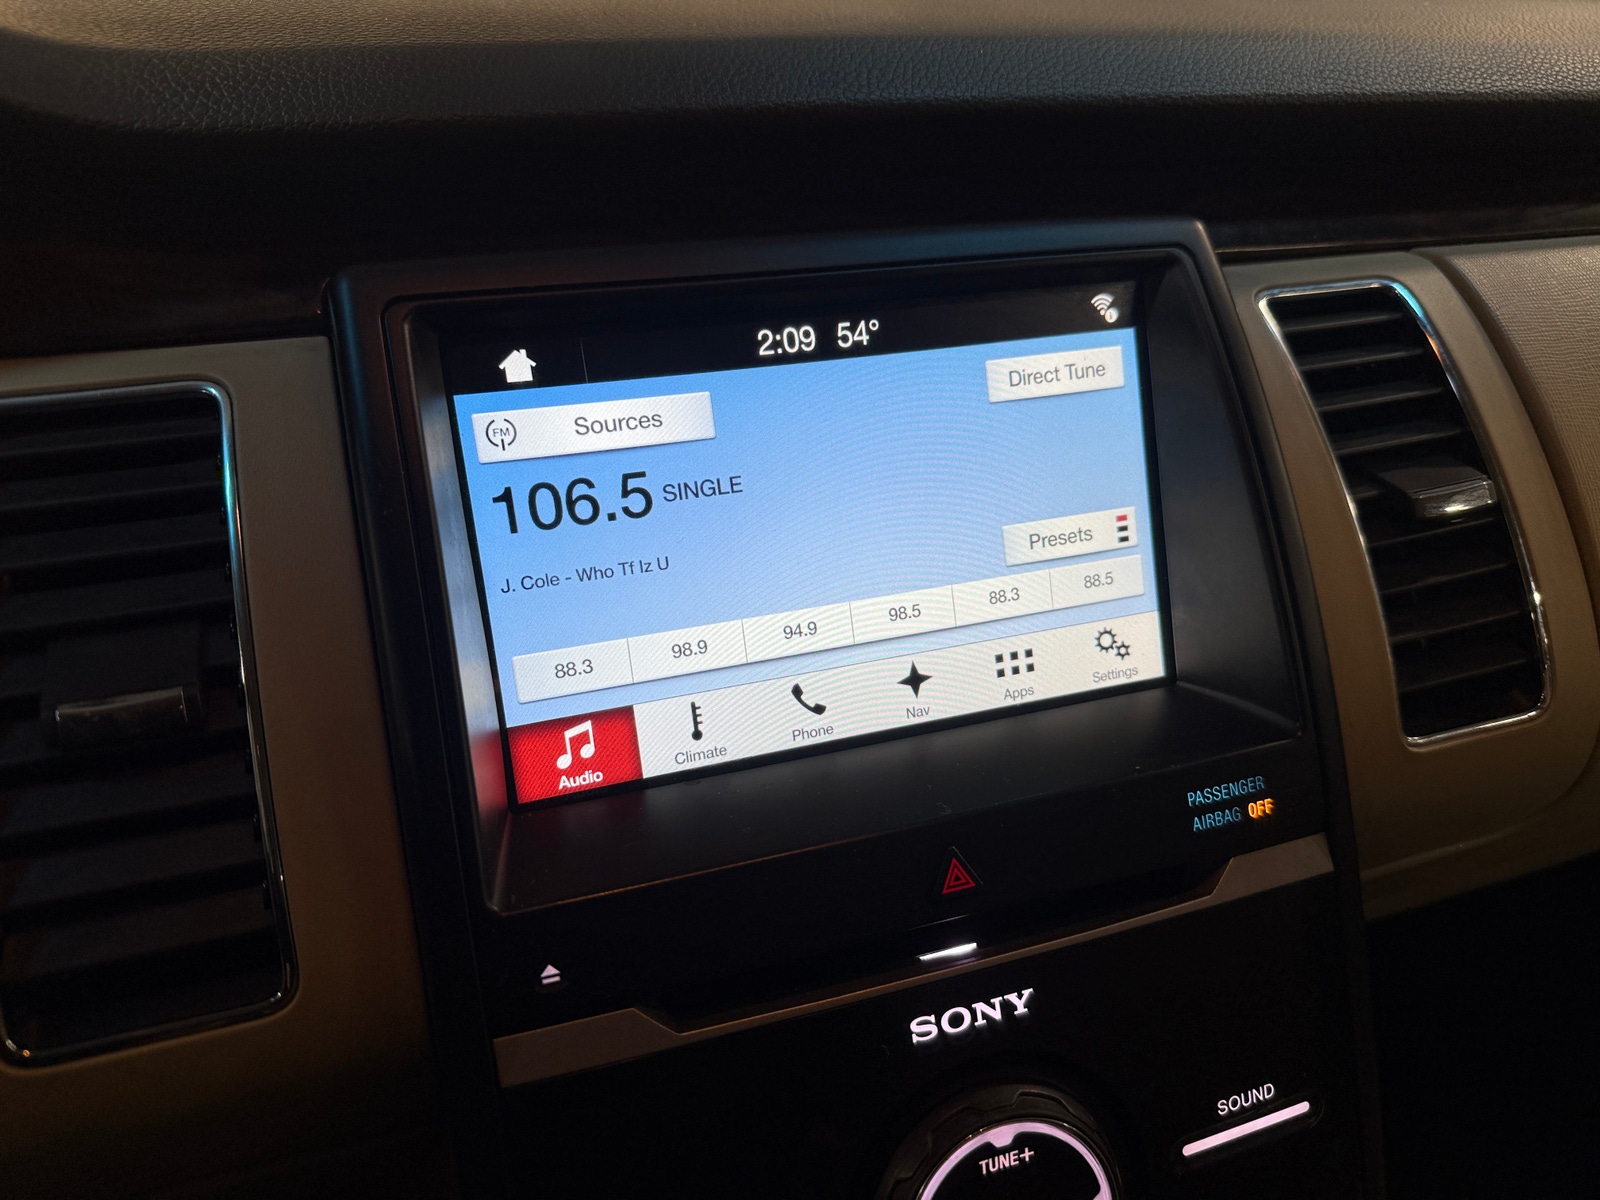 2:09 54°
FM Sources
Direct Tune
106.5 SINGLE
Presets
J. Cole - Who Tf Iz U
88.3 98.9 94.9 98.5 88.3 88.5
Audio Climate Phone Nav Apps Settings
PASSENGER
AIRBAG OFF
SONY
SOUND
TUNE+